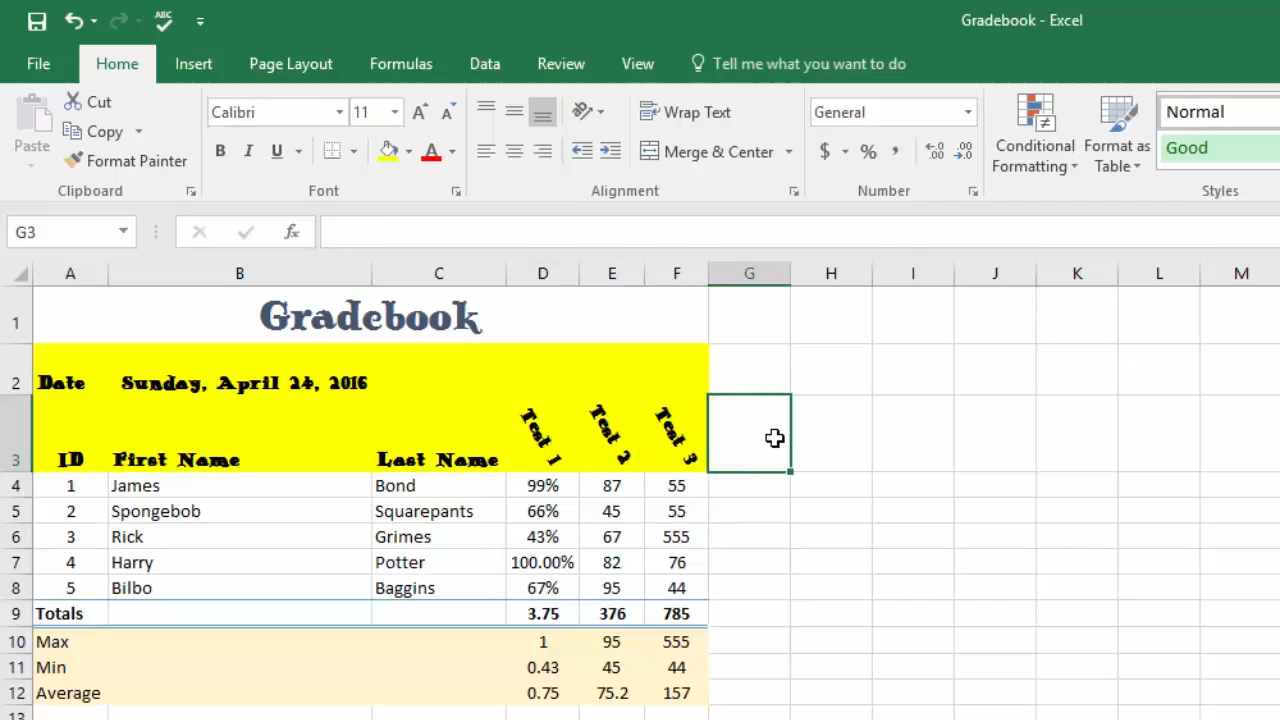 ABC
Gradebook - Excel
File Home Insert Page Layout Formulas Data Review View Tell me what you want to do
Paste
Cut
Copy
Format Painter
Clipboard
Calibri 11 A A
B I U A
Font
Wrap Text
Merge & Center
Alignment
General
$ % , .00 .0
Number
Conditional Formatting
Format as Table
Normal
Good
Styles
G3 fx
A B C D E F G H I J K L M
1 Gradebook
2 Date Sunday, April 24, 2016
3 ID First Name Last Name Test 1 Test 2 Test 3
4 1 James Bond 99% 87 55
5 2 Spongebob Squarepants 66% 45 55
6 3 Rick Grimes 43% 67 555
7 4 Harry Potter 100.00% 82 76
8 5 Bilbo Baggins 67% 95 44
9 Totals 3.75 376 785
10 Max 1 95 555
11 Min 0.43 45 44
12 Average 0.75 75.2 157
13